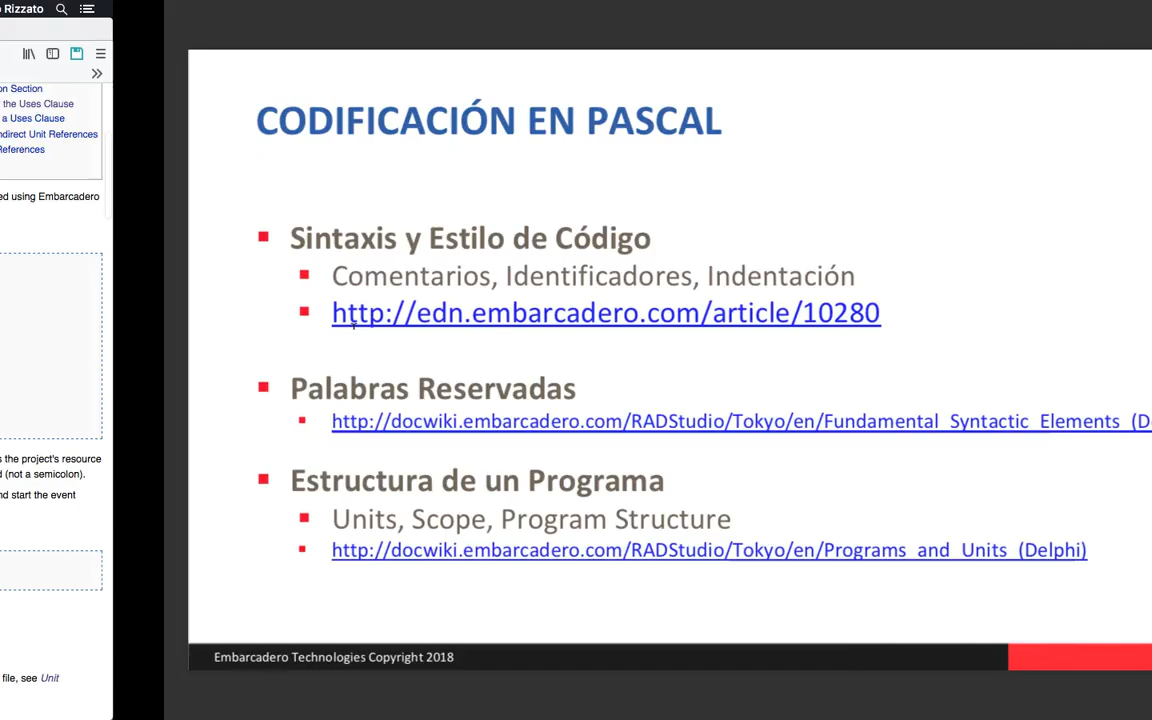 Rizzato
on Section
the Uses Clause
a Uses Clause
ndirect Unit References
References
ed using Embarcadero
s the project's resource
d (not a semicolon).
nd start the event
file, see Unit
CODIFICACIÓN EN PASCAL
Sintaxis y Estilo de Código
Comentarios, Identificadores, Indentación
http://edn.embarcadero.com/article/10280
Palabras Reservadas
http://docwiki.embarcadero.com/RADStudio/Tokyo/en/Fundamental_Syntactic_Elements_(D
Estructura de un Programa
Units, Scope, Program Structure
http://docwiki.embarcadero.com/RADStudio/Tokyo/en/Programs_and_Units_(Delphi)
Embarcadero Technologies Copyright 2018